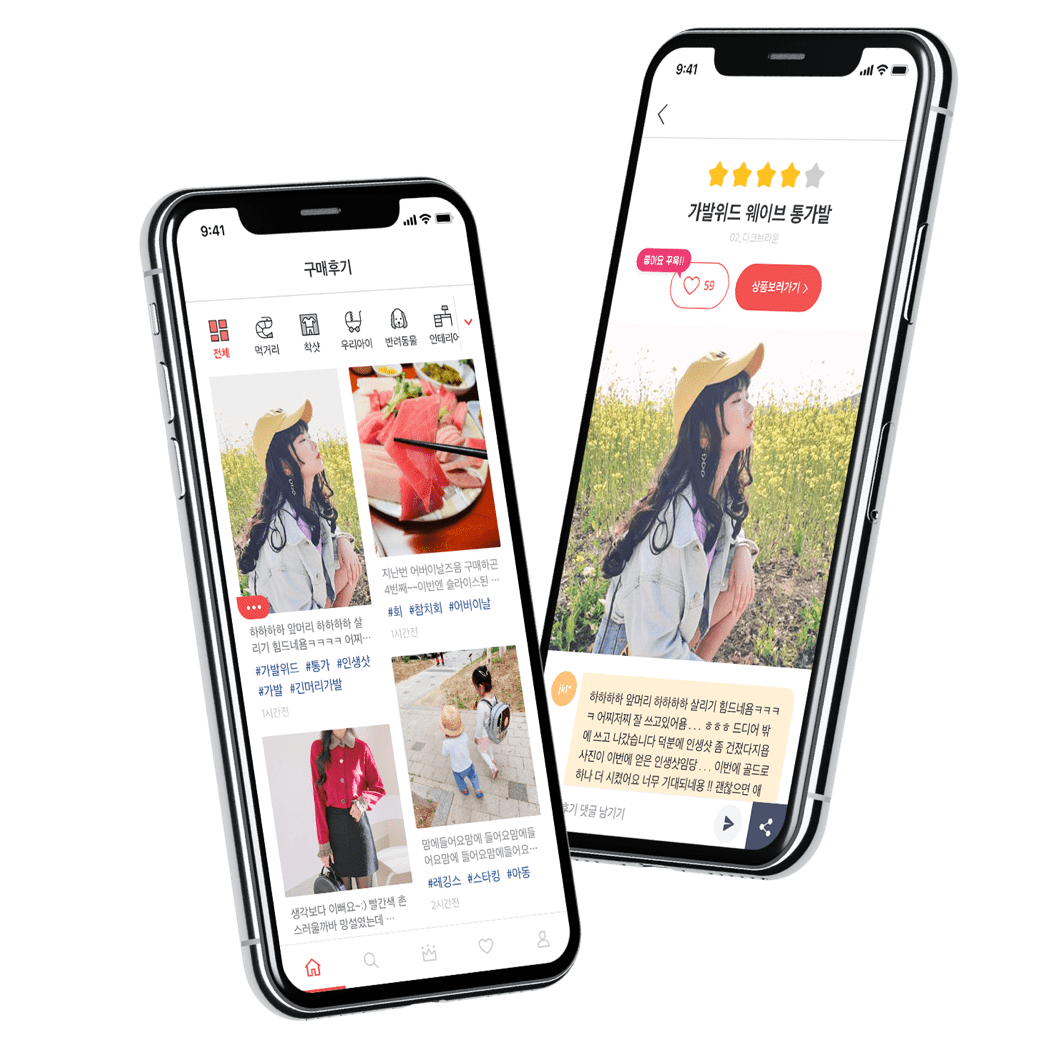 9:41
구매후기
전체
먹거리
착샷
우리아이
반려동물
인테리어
하하하하 앞머리 하하하하 살
리기 힘드네욤ㅋㅋㅋㅋ 어찌…
#가발위드 #통가 #인생샷
#가발 #긴머리가발
1시간전
지난번 어버이날즈음 구매하곤
4번째~~이번엔 슬라이스된 …
#회 #참치회 #어버이날
1시간전
생각보다 이뻐요~:) 빨간색 촌
스러울까바 망설였는데 …
맘에들어요맘에 들어요맘에들
어요맘에 들어요맘에들어요…
#레깅스 #스타킹 #아동
2시간전
9:41
가발위드 웨이브 통가발
02_다크브라운
좋아요 꾸욱!!
59
상품보러가기 >
jkl*
하하하하 앞머리 하하하하 살리기 힘드네욤ㅋㅋㅋ
ㅋ 어찌저찌 잘 쓰고있어욤... ㅎㅎㅎ 드디어 밖
에 쓰고 나갔습니다 덕분에 인생샷 좀 건졌다지욥
사진이 이번에 얻은 인생샷임당... 이번에 골드로
하나 더 시켰어요 너무 기대되네용 !! 괜찮으면 애
후기 댓글 남기기